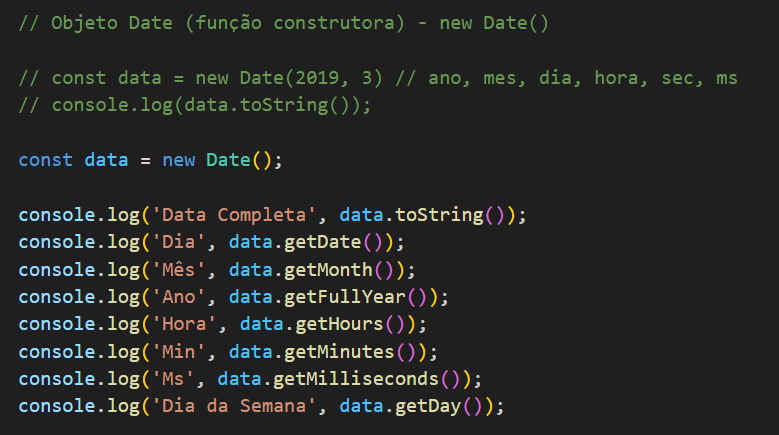 // Objeto Date (função construtora) - new Date()
// const data = new Date(2019, 3) // ano, mes, dia, hora, sec, ms
// console.log(data.toString());
const data = new Date();
console.log('Data Completa', data.toString());
console.log('Dia', data.getDate());
console.log('Mês', data.getMonth());
console.log('Ano', data.getFullYear());
console.log('Hora', data.getHours());
console.log('Min', data.getMinutes());
console.log('Ms', data.getMilliseconds());
console.log('Dia da Semana', data.getDay());